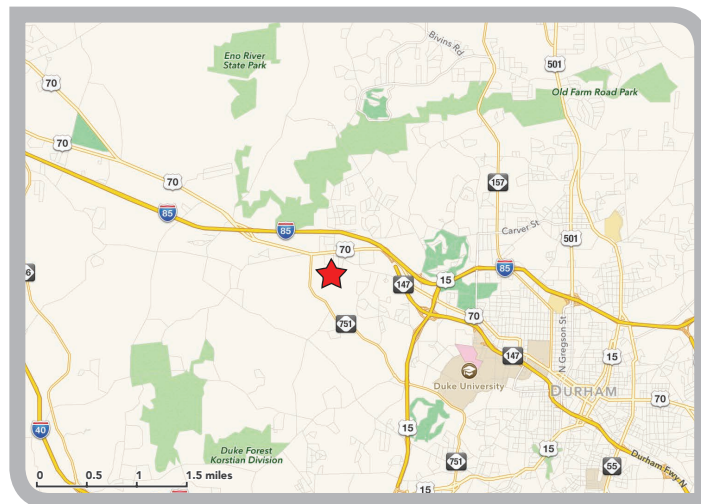 Bivins Rd
Eno River
State Park
501
70
Old Farm Road Park
70
70
157
85
Carver St
85
501
70
85
6
15
147
70
751
N Gregson St
147
15
Duke University
DURHAM
70
40
15
Duke Forest
Korstian Division
751
55
Durham Fwy N
0 0.5 1 1.5 miles
15